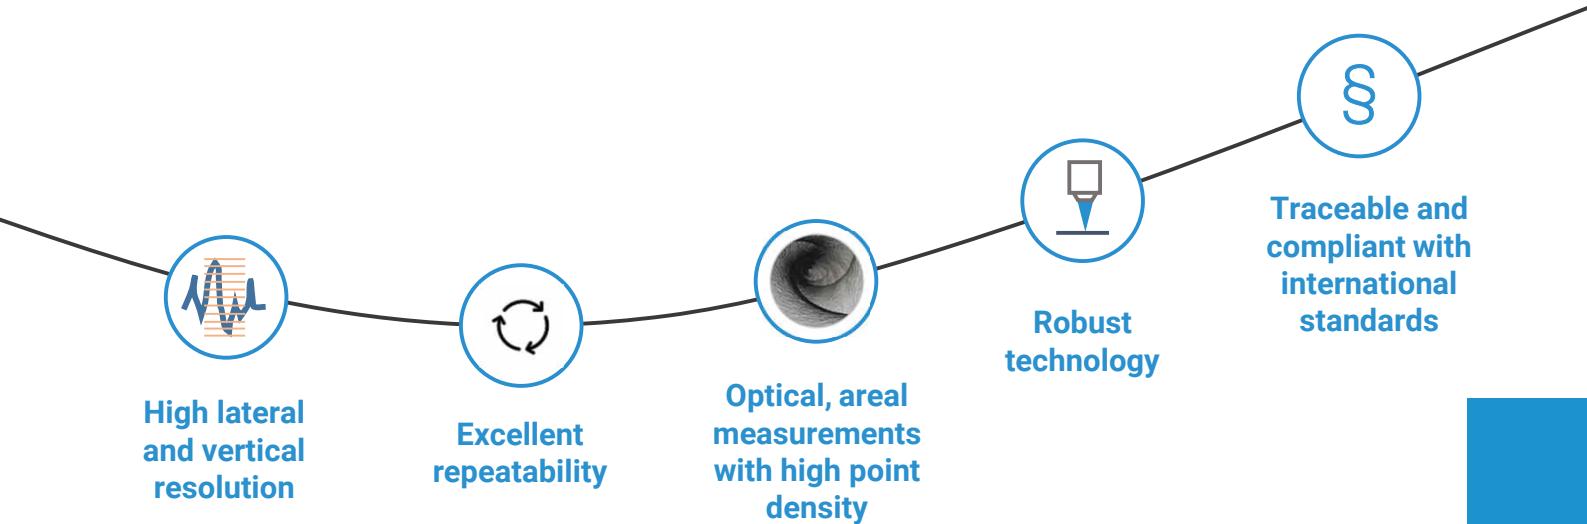 High lateral
and vertical
resolution
Excellent
repeatability
Optical, areal
measurements
with high point
density
Robust
technology
§
Traceable and
compliant with
international
standards